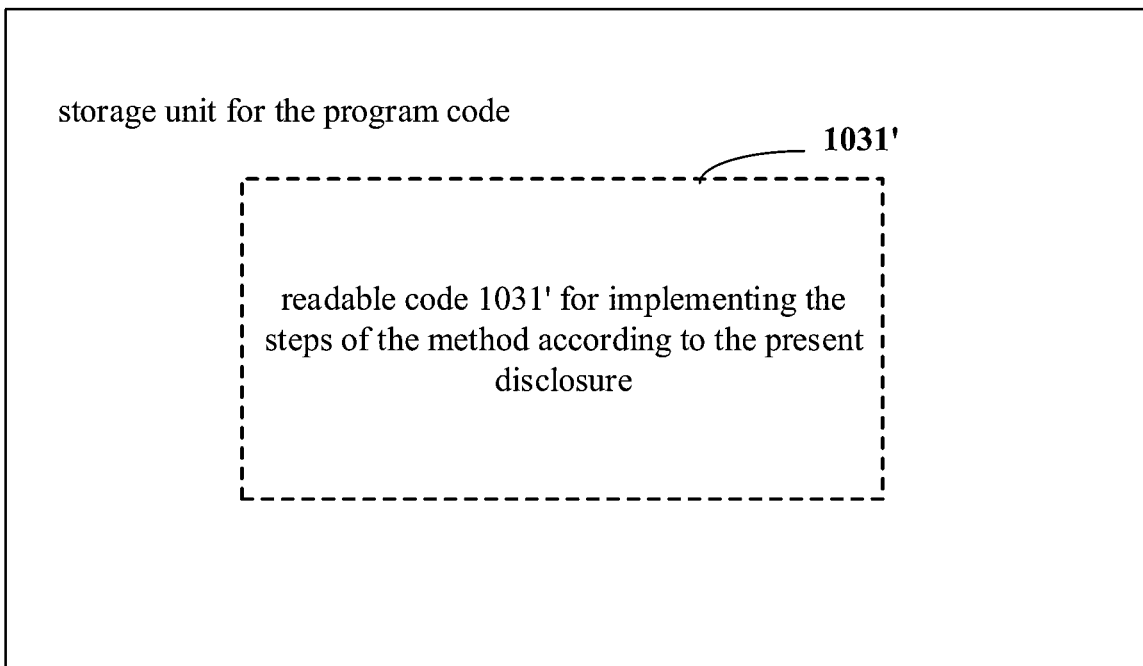 storage unit for the program code
1031'
readable code 1031' for implementing the
steps of the method according to the present
disclosure